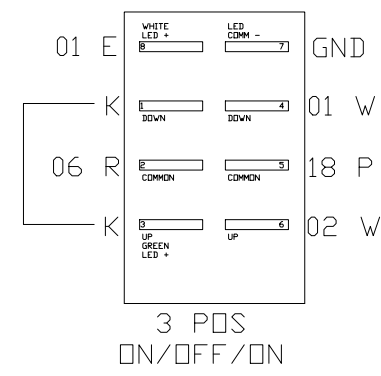 WHITE LED
LED + COMM -
01 E 8 7 GND
K 1 4 01 W
DOWN DOWN
06 R 2 5 18 P
COMMON COMMON
K 3 6 02 W
UP UP
GREEN
LED +
3 POS
ON/OFF/ON